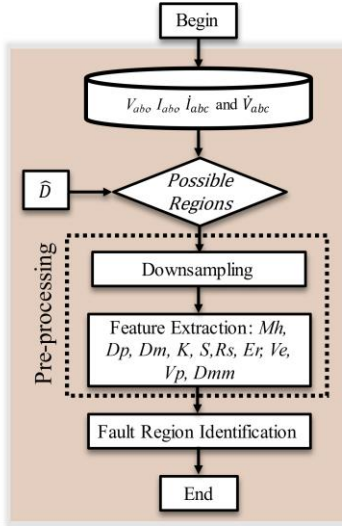 Begin
V_abc, I_abc, İ_abc and V̇_abc
D̂
Possible
Regions
Pre-processing
Downsampling
Feature Extraction: Mh,
Dp, Dm, K, S,Rs, Er, Ve,
Vp, Dmm
Fault Region Identification
End